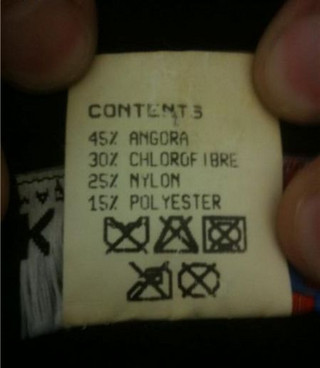 CONTENTS
45% ANGORA
30% CHLOROFIBRE
25% NYLON
15% POLYESTER
K